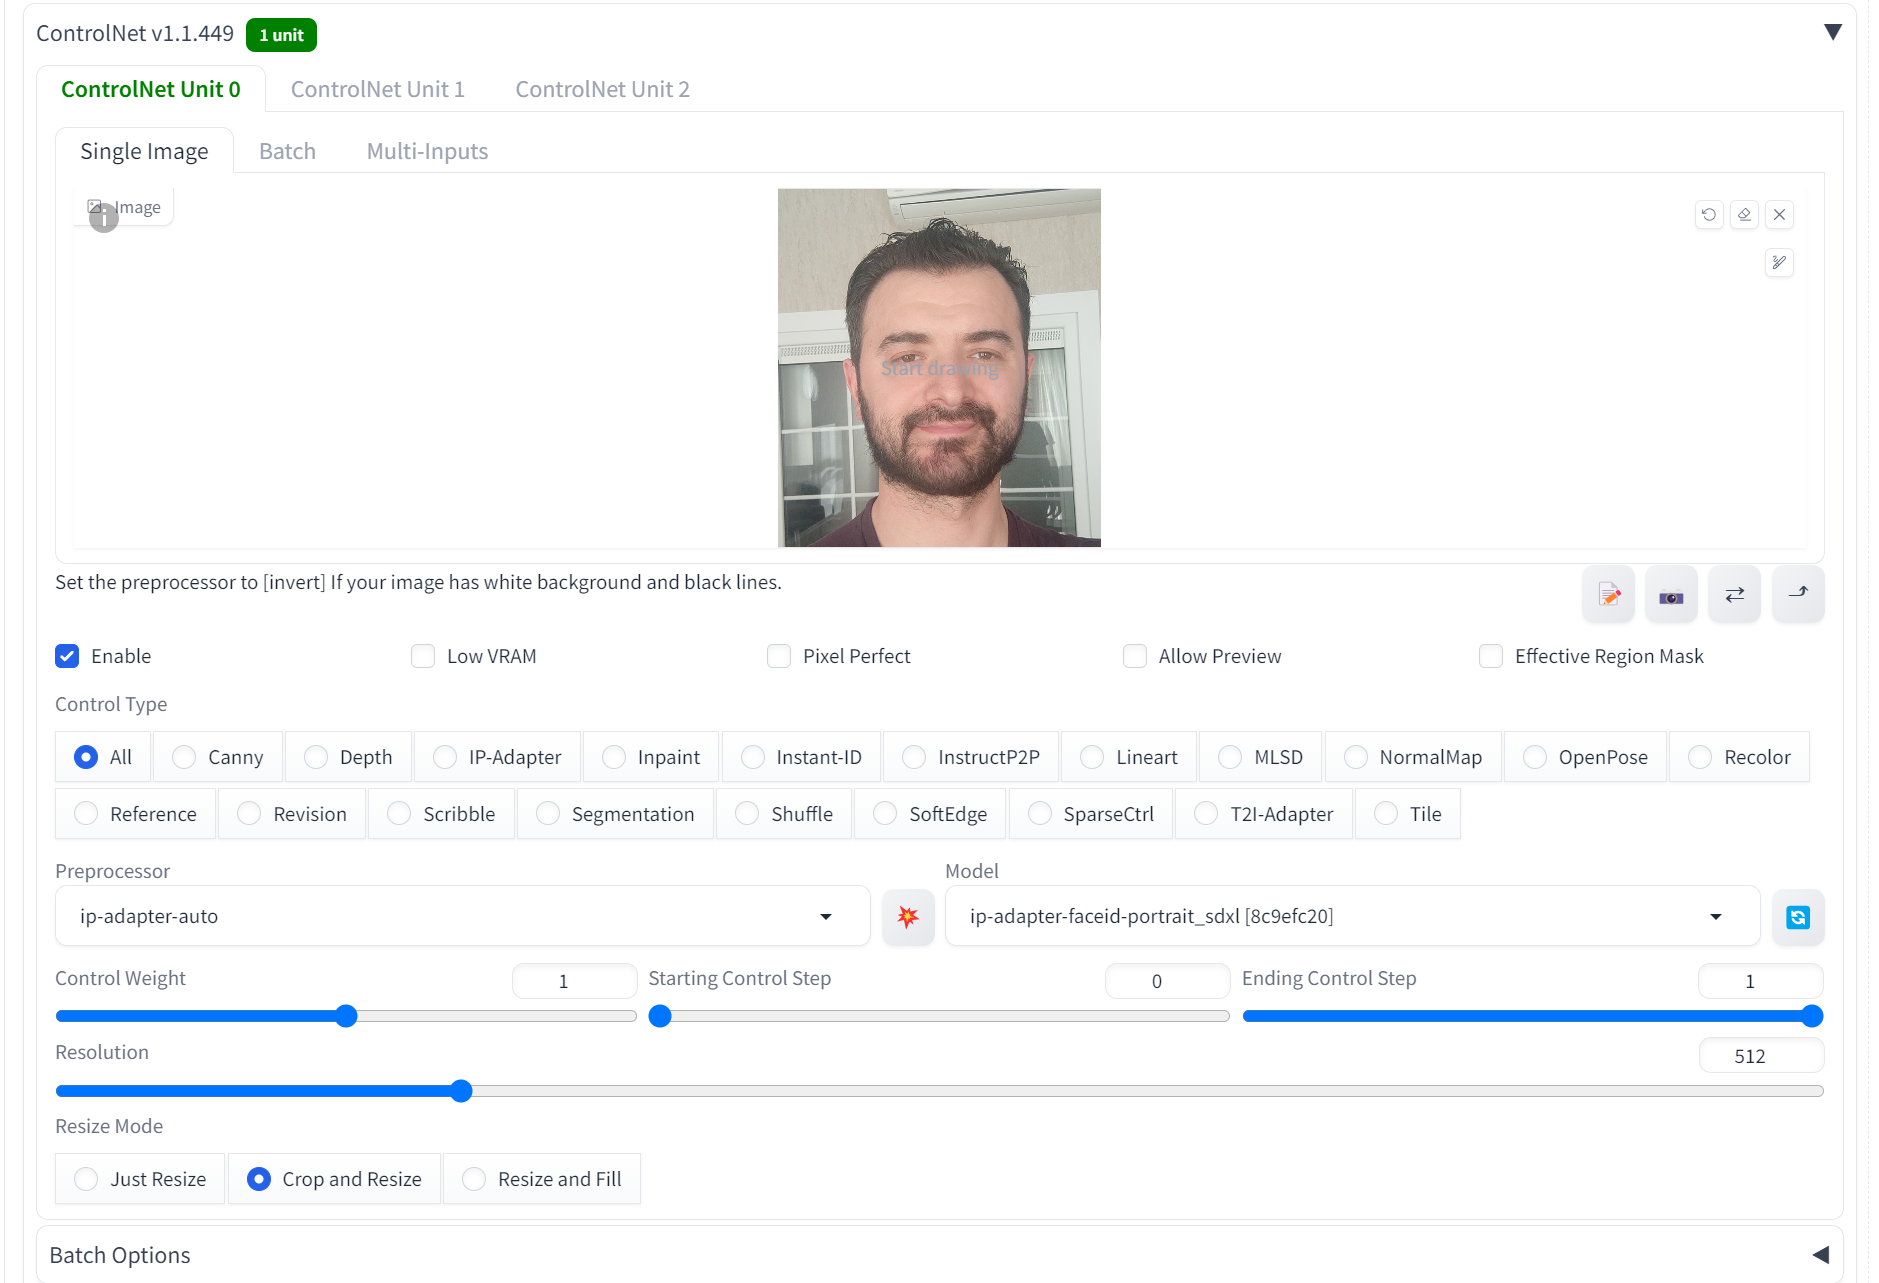 ControlNet v1.1.449 1 unit
ControlNet Unit 0 ControlNet Unit 1 ControlNet Unit 2
Single Image Batch Multi-Inputs
Image
Start drawing
Set the preprocessor to [invert] If your image has white background and black lines.
Enable Low VRAM Pixel Perfect Allow Preview Effective Region Mask
Control Type
All Canny Depth IP-Adapter Inpaint Instant-ID InstructP2P Lineart MLSD NormalMap OpenPose Recolor
Reference Revision Scribble Segmentation Shuffle SoftEdge SparseCtrl T2I-Adapter Tile
Preprocessor Model
ip-adapter-auto ip-adapter-faceid-portrait_sdxl [8c9efc20]
Control Weight 1 Starting Control Step 0 Ending Control Step 1
Resolution 512
Resize Mode
Just Resize Crop and Resize Resize and Fill
Batch Options